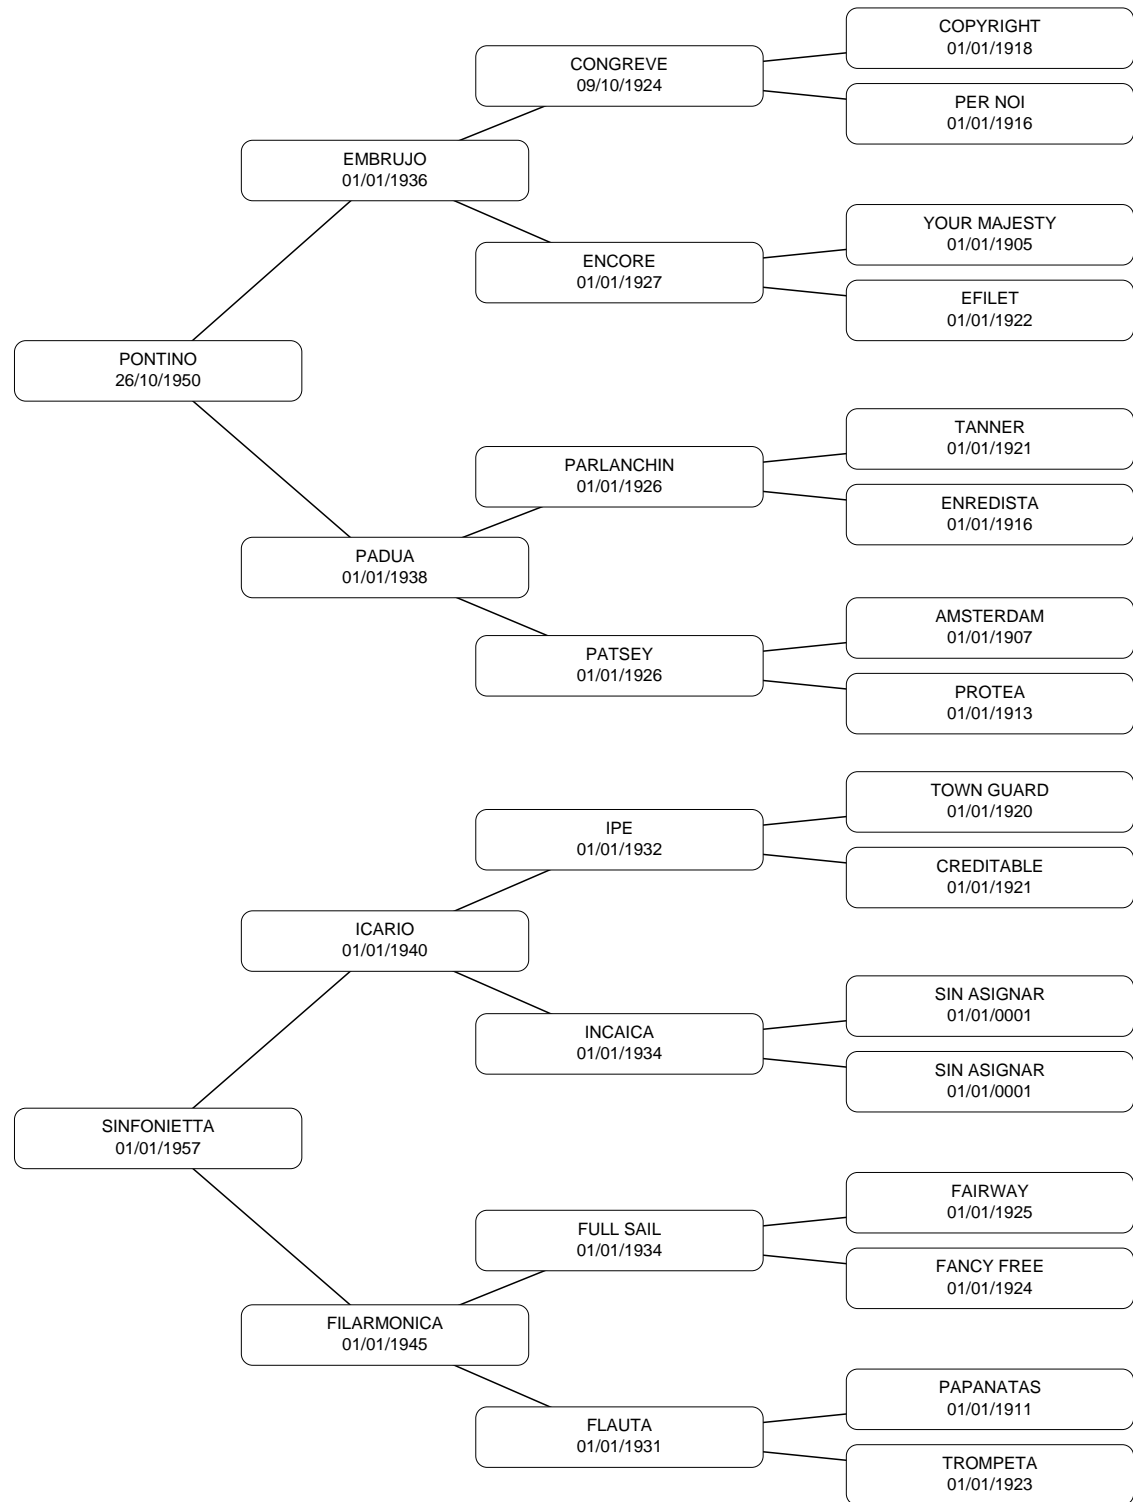 COPYRIGHT
01/01/1918
CONGREVE
09/10/1924
PER NOI
01/01/1916
EMBRUJO
01/01/1936
YOUR MAJESTY
01/01/1905
ENCORE
01/01/1927
EFILET
01/01/1922
PONTINO
26/10/1950
TANNER
01/01/1921
PARLANCHIN
01/01/1926
ENREDISTA
01/01/1916
PADUA
01/01/1938
AMSTERDAM
01/01/1907
PATSEY
01/01/1926
PROTEA
01/01/1913
TOWN GUARD
01/01/1920
IPE
01/01/1932
CREDITABLE
01/01/1921
ICARIO
01/01/1940
SIN ASIGNAR
01/01/0001
INCAICA
01/01/1934
SIN ASIGNAR
01/01/0001
SINFONIETTA
01/01/1957
FAIRWAY
01/01/1925
FULL SAIL
01/01/1934
FANCY FREE
01/01/1924
FILARMONICA
01/01/1945
PAPANATAS
01/01/1911
FLAUTA
01/01/1931
TROMPETA
01/01/1923